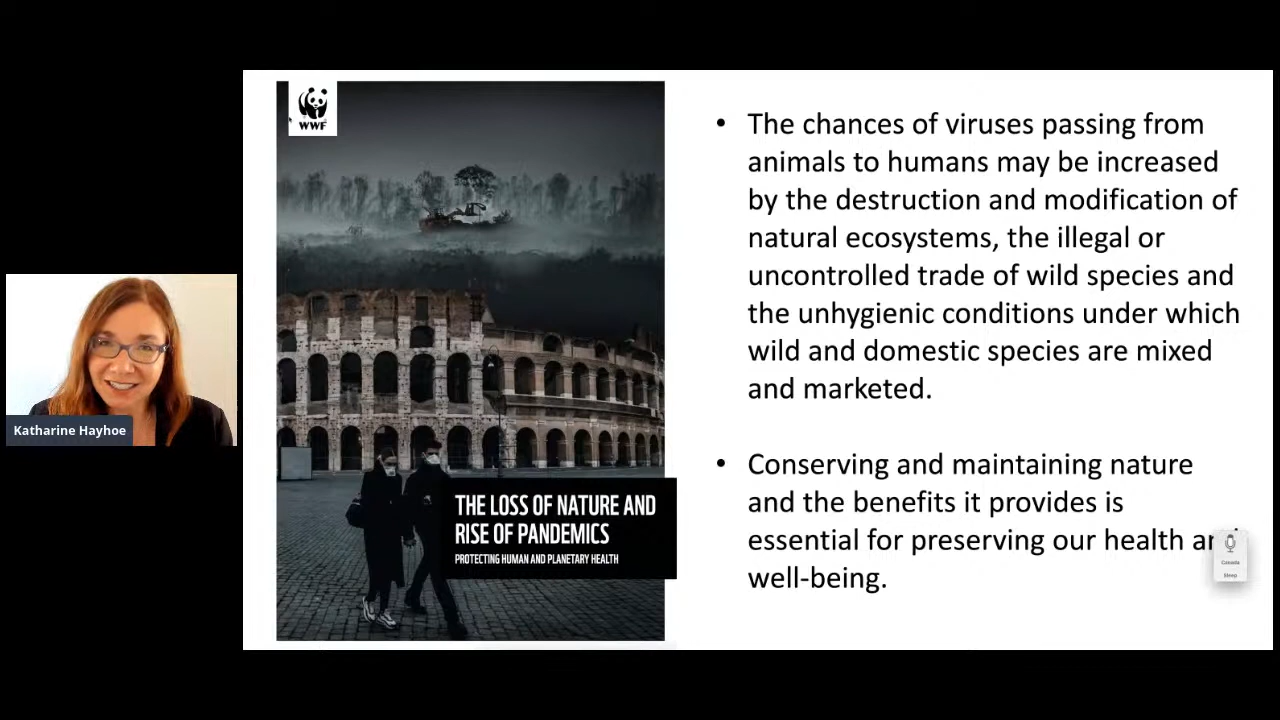 WWF
THE LOSS OF NATURE AND
RISE OF PANDEMICS
PROTECTING HUMAN AND PLANETARY HEALTH
• The chances of viruses passing from
animals to humans may be increased
by the destruction and modification of
natural ecosystems, the illegal or
uncontrolled trade of wild species and
the unhygienic conditions under which
wild and domestic species are mixed
and marketed.
• Conserving and maintaining nature
and the benefits it provides is
essential for preserving our health and
well-being.
Canada
Sleep
Katharine Hayhoe